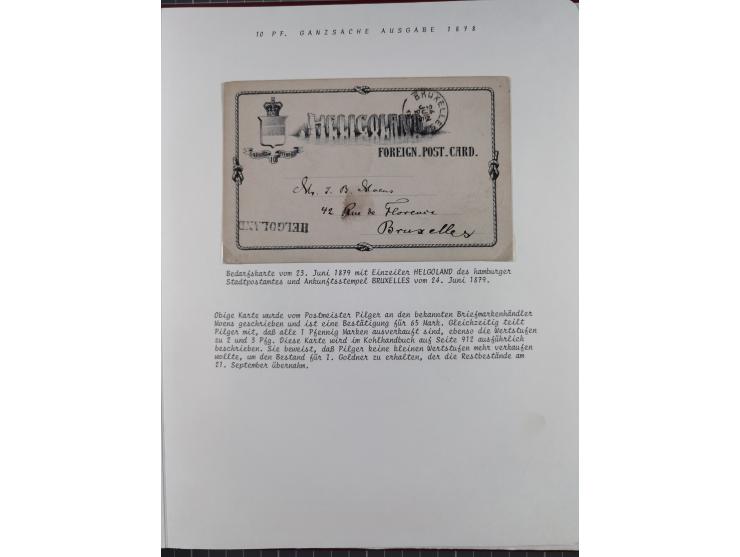 10 PF. GANZSACHE AUSGABE 1898
BRUXELLES
HELIGOLAND
FOREIGN.POST.CARD.
Mr. J. B. Moens
42 Rue de Florence
Bruxelles
HELGOLAND
Bedarfskarte vom 23. Juni 1879 mit Einzeiler HELGOLAND des hamburger
Stadtpostamtes und Ankunftsstempel BRUXELLES vom 24. Juni 1879.
Obige Karte wurde vom Postmeister Pilger an den bekannten Briefmarkenhändler
Moens geschrieben und ist eine Bestätigung für 65 Mark. Gleichzeitig teilt
Pilger mit, daß alle 1 Pfennig Marken ausverkauft sind, ebenso die Wertstufen
zu 2 und 3 Pfg. Diese Karte wird im Kohlhandbuch auf Seite 912 ausführlich
beschrieben. Sie beweist, daß Pilger keine kleinen Wertstufen mehr verkaufen
wollte, um den Bestand für J. Goldner zu erhalten, der die Restbestände am
21. September übernahm.